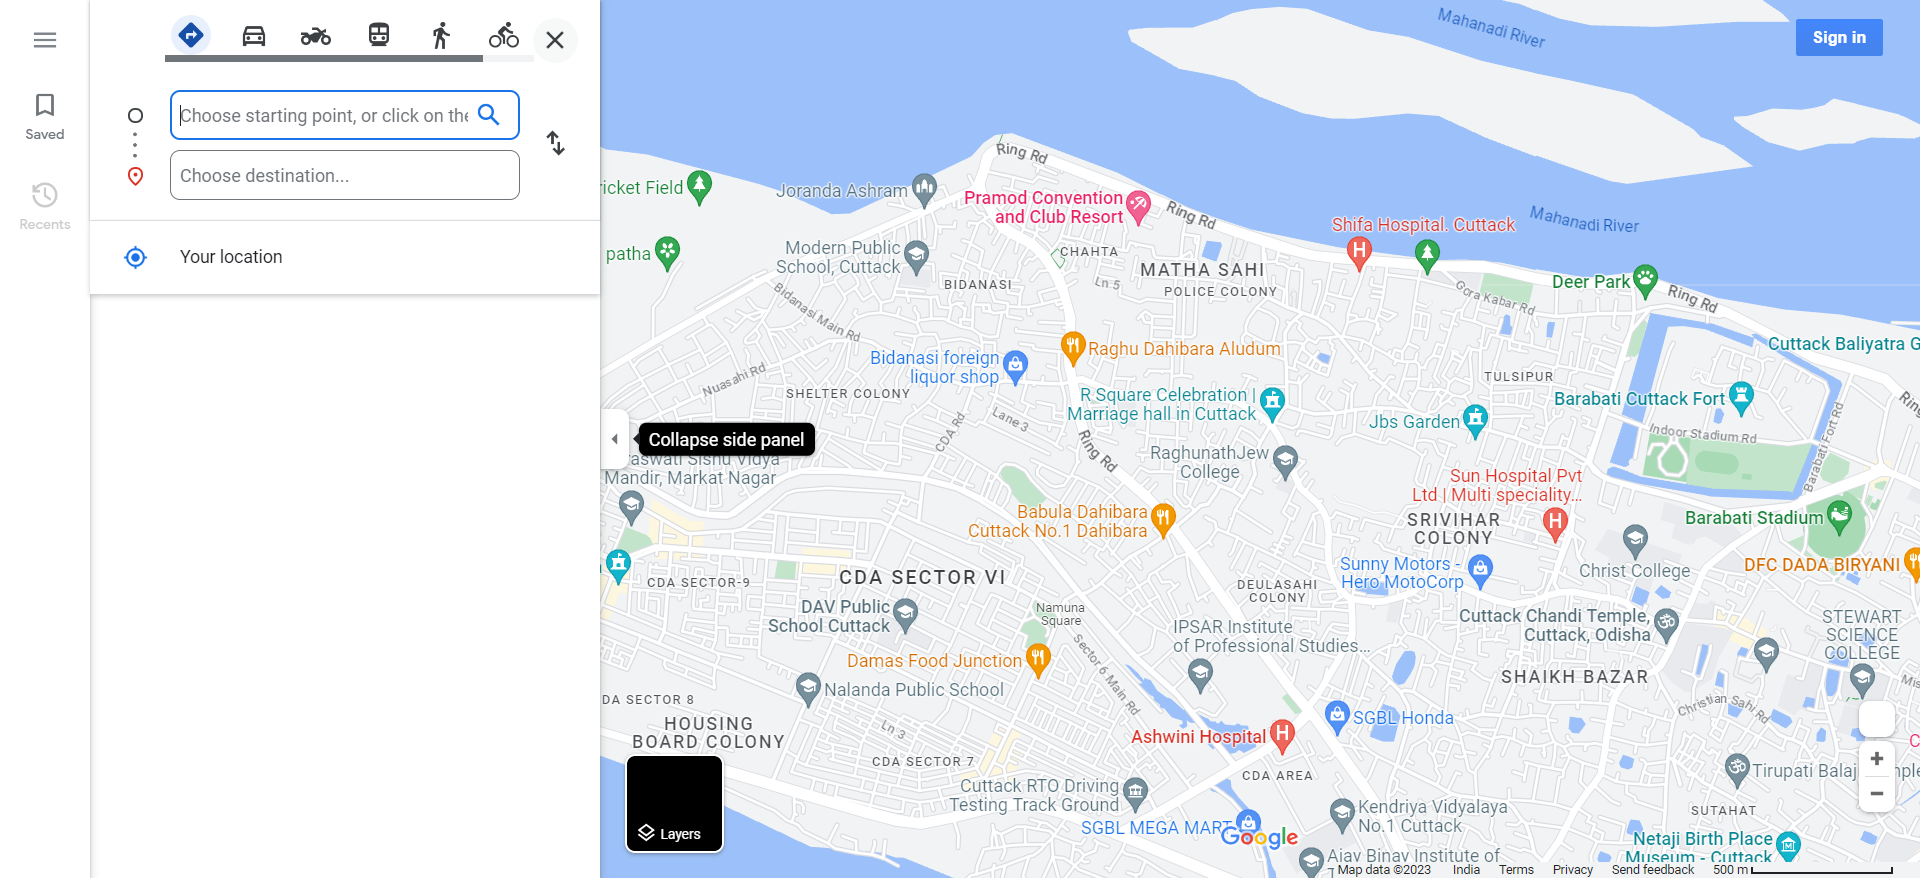 Saved
Recents
Choose starting point, or click on the
Choose destination...
Your location
Collapse side panel
Layers
Sign in
Mahanadi River
Mahanadi River
Ring Rd
Ring Rd
Ring Rd
Ring Rd
ricket Field
Joranda Ashram
Pramod Convention
and Club Resort
Shifa Hospital. Cuttack
patha
Modern Public
School, Cuttack
CHAHTA
MATHA SAHI
POLICE COLONY
Ln 5
BIDANASI
Bidanasi Main Rd
Gora Kabar Rd
Deer Park
Cuttack Baliyatra G
Raghu Dahibara Aludum
Bidanasi foreign
liquor shop
Nuasahi Rd
SHELTER COLONY
TULSIPUR
R Square Celebration |
Marriage hall in Cuttack
Barabati Cuttack Fort
Jbs Garden
Lane 3
CDA Rd
Indoor Stadium Rd
Barabati Fort Rd
RaghunathJew
College
raswati Sishu Vidya
Mandir, Markat Nagar
Sun Hospital Pvt
Ltd | Multi speciality...
Babula Dahibara
Cuttack No.1 Dahibara
SRIVIHAR
COLONY
Barabati Stadium
Christ College
DFC DADA BIRYANI
CDA SECTOR-9
CDA SECTOR VI
Sunny Motors -
Hero MotoCorp
DEULASAHI
COLONY
DAV Public
School Cuttack
Namuna
Square
IPSAR Institute
of Professional Studies...
Cuttack Chandi Temple,
Cuttack, Odisha
STEWART
SCIENCE
COLLEGE
Damas Food Junction
Sector 6 Main Rd
Nalanda Public School
SHAIKH BAZAR
Christian Sahi Rd
Mis
DA SECTOR 8
HOUSING
BOARD COLONY
Ln 3
SGBL Honda
Ashwini Hospital
CDA SECTOR 7
CDA AREA
Tirupati Balaj
mple
C
Cuttack RTO Driving
Testing Track Ground
Kendriya Vidyalaya
No.1 Cuttack
SUTAHAT
SGBL MEGA MART
Google
Netaji Birth Place
Museum - Cuttack
Ajay Binay Institute of
Map data ©2023
India
Terms
Privacy
Send feedback
500 m